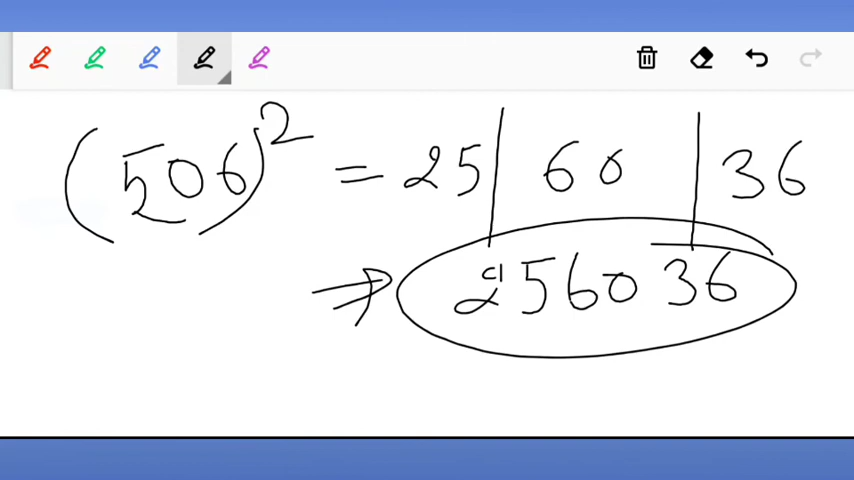 (506)² = 25 | 60 | 36
⇒ 256036